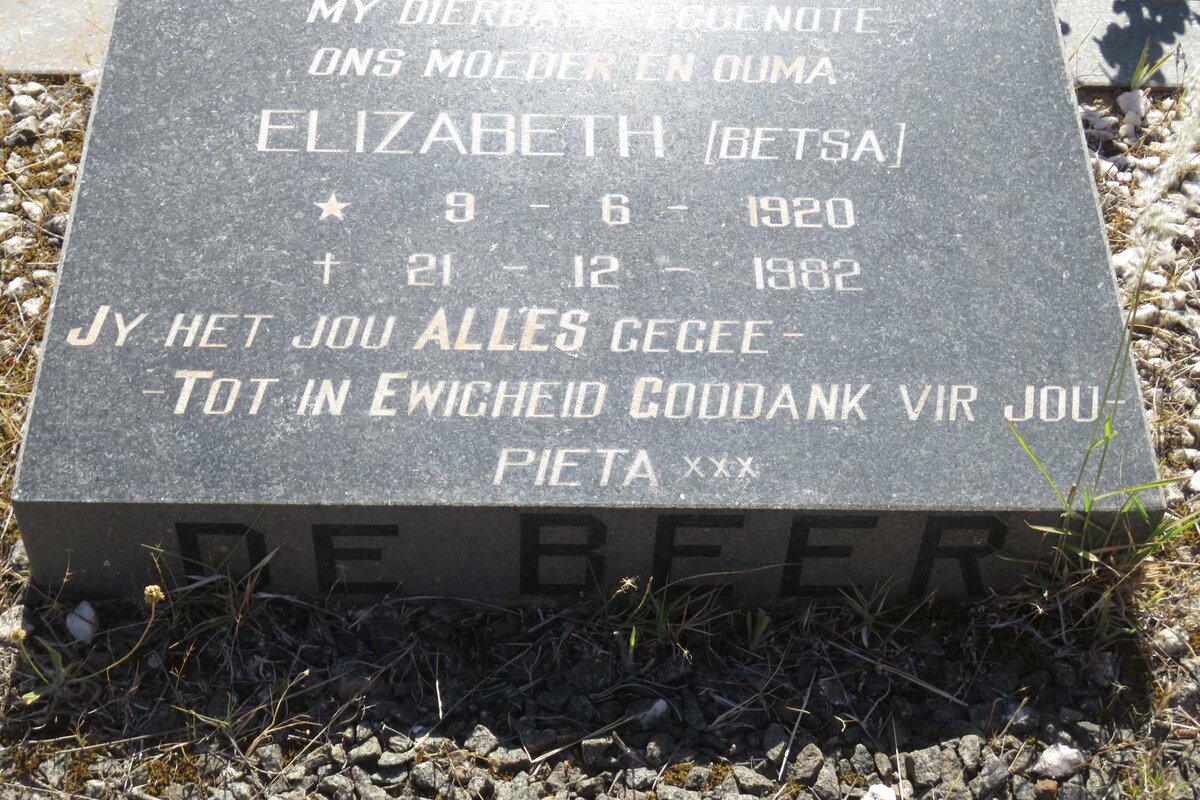 MY DIERBARE EGGENOTE
ONS MOEDER EN OUMA
ELIZABETH [BETSA]
★ 9 - 6 - 1920
† 21 - 12 - 1982
JY HET JOU ALLES GEGEE-
-TOT IN EWIGHEID GODDANK VIR JOU-
PIETA xxx
DE BEER